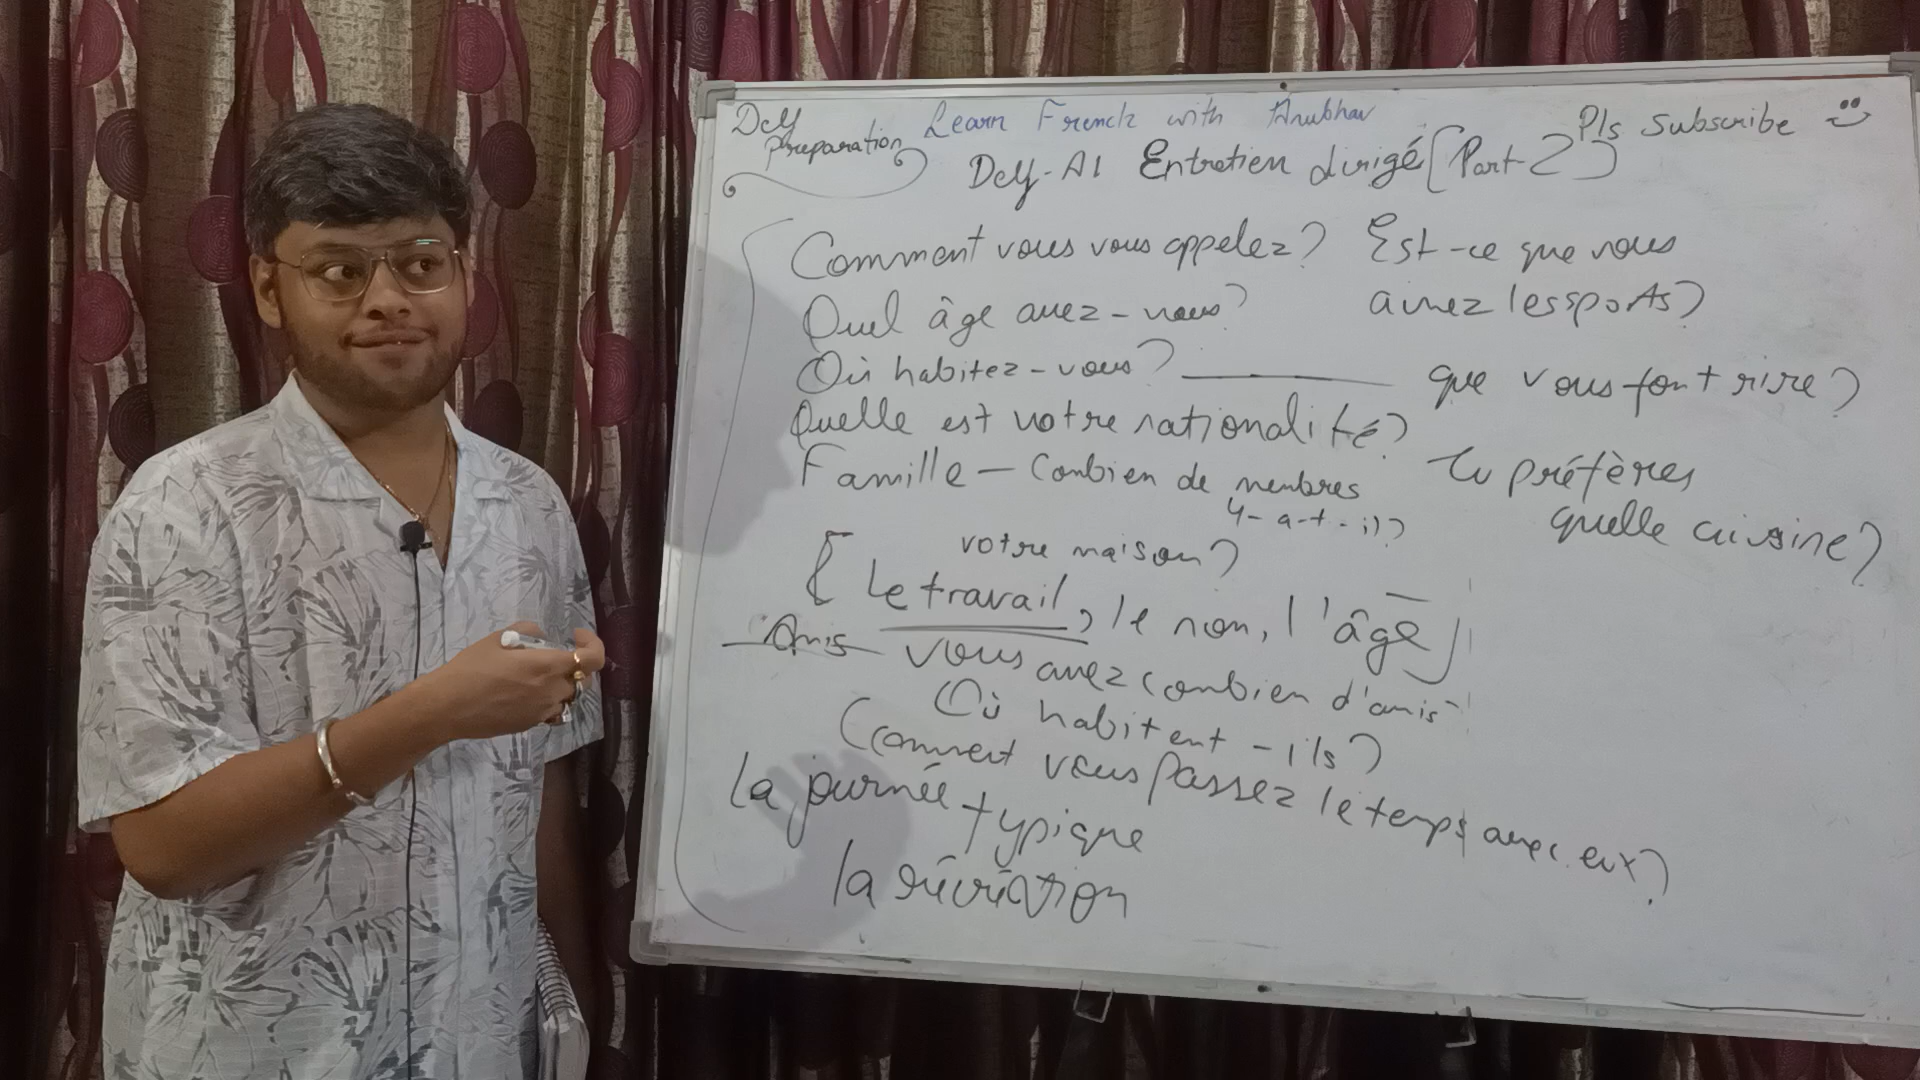 Delf Preparation
Learn French with Anubhav
Pls Subscribe
Delf-A1 Entretien dirigé [Part-2]
Comment vous vous appelez?
Quel âge avez-vous?
Où habitez-vous?
Quelle est votre nationalité?
Famille - Combien de membres
y-a-t-il?
votre maison?
[Le travail, le nom, l'âge]
Amis
vous avez combien d'amis
Où habitent-ils?
(Comment vous passez le temps avec eux?
La journée typique
la récréation
Est-ce que vous
aimez les sports?
que vous font rire?
tu préfères
quelle cuisine?